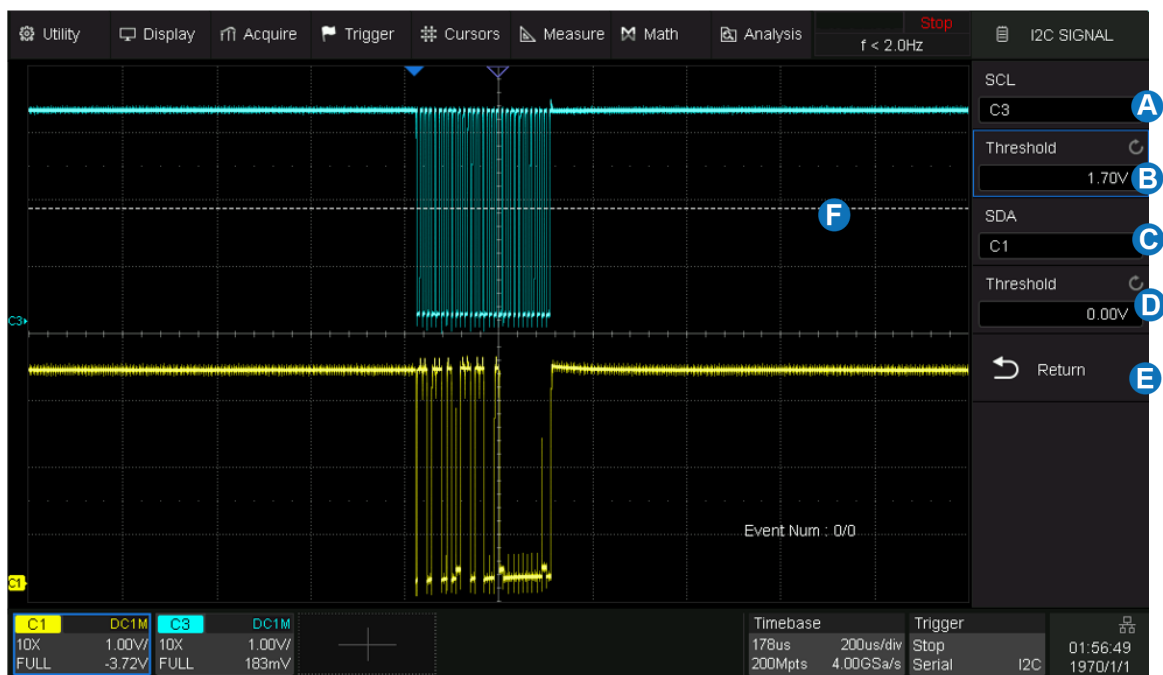 Utility Display Acquire Trigger Cursors Measure Math Analysis
Stop
f < 2.0Hz
I2C SIGNAL
SCL
C3
A
Threshold
1.70V
B
F
SDA
C1
C
Threshold
0.00V
D
Return
E
C3
Event Num : 0/0
C1
C1 DC1M
10X 1.00V/
FULL -3.72V
C3 DC1M
10X 1.00V/
FULL 183mV
Timebase
178us 200us/div
200Mpts 4.00GSa/s
Trigger
Stop
Serial I2C
01:56:49
1970/1/1